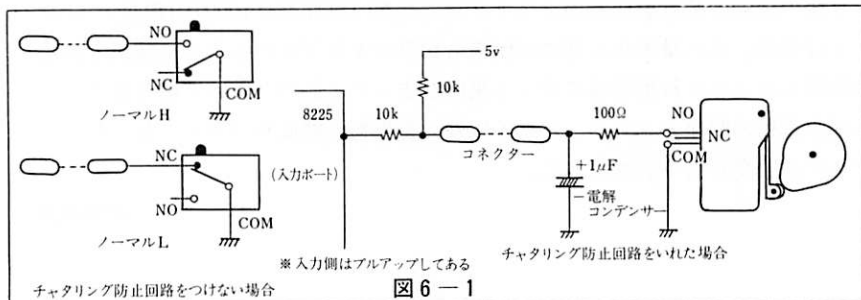 NO
NC
COM
ノーマルH
NC
NO
COM
ノーマルL
チャタリング防止回路をつけない場合
8225
(入力ポート)
10k
5v
10k
コネクター
※入力側はプルアップしてある
100Ω
+1μF
-電解
コンデンサー
NO
NC
COM
チャタリング防止回路をいれた場合
図6-1